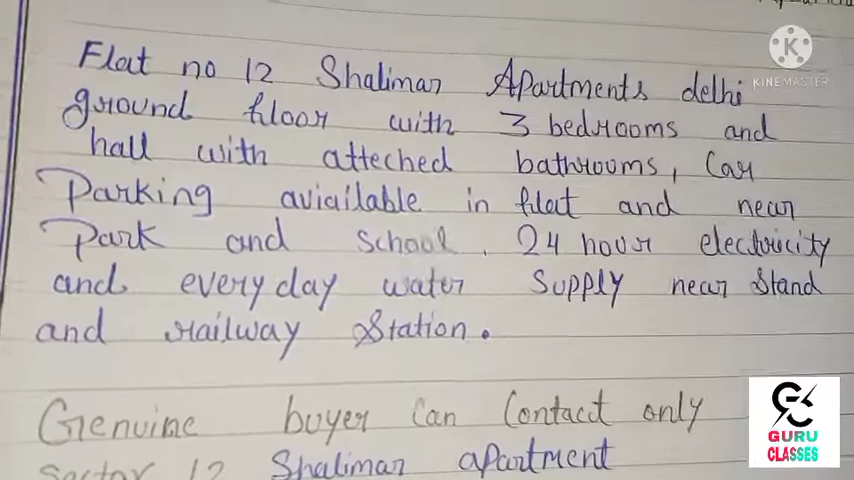 Flat no 12 Shalimar Apartments delhi
ground floor with 3 bedrooms and
hall with atteched bathrooms, Car
Parking aviailable in flat and near
Park and school. 24 hour electricity
and everyday water supply near stand
and railway station.
Genuine buyer can contact only
sector 12 Shalimar apartment
KINEMASTER
GURU
CLASSES